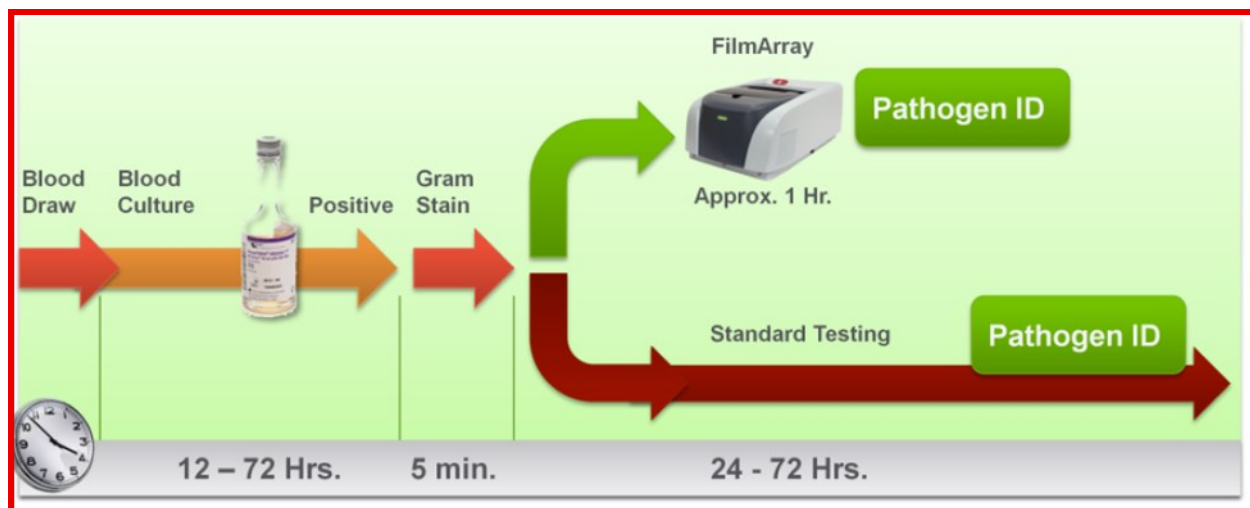 FilmArray
Pathogen ID
Blood
Draw
Blood
Culture
Positive
Gram
Stain
Approx. 1 Hr.
Standard Testing
Pathogen ID
12 – 72 Hrs.
5 min.
24 - 72 Hrs.